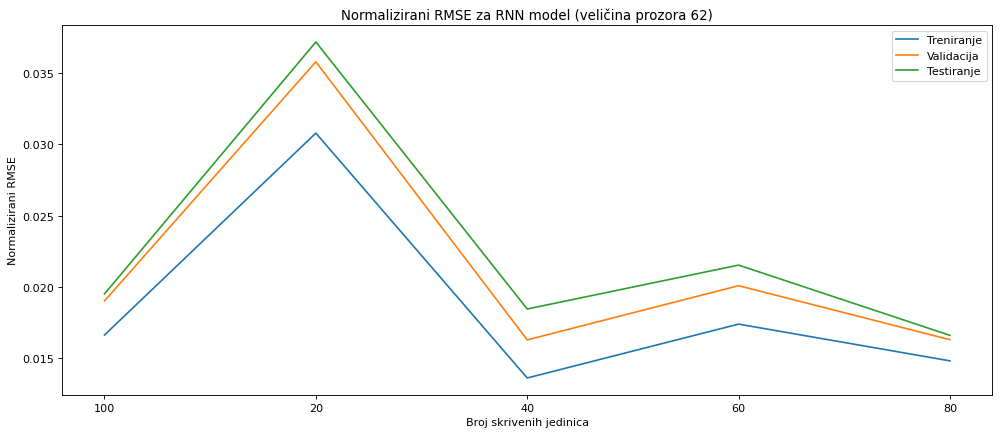 Normalizirani RMSE za RNN model (veličina prozora 62)
Treniranje
Validacija
Testiranje
Normalizirani RMSE
0.035
0.030
0.025
0.020
0.015
100 20 40 60 80
Broj skrivenih jedinica